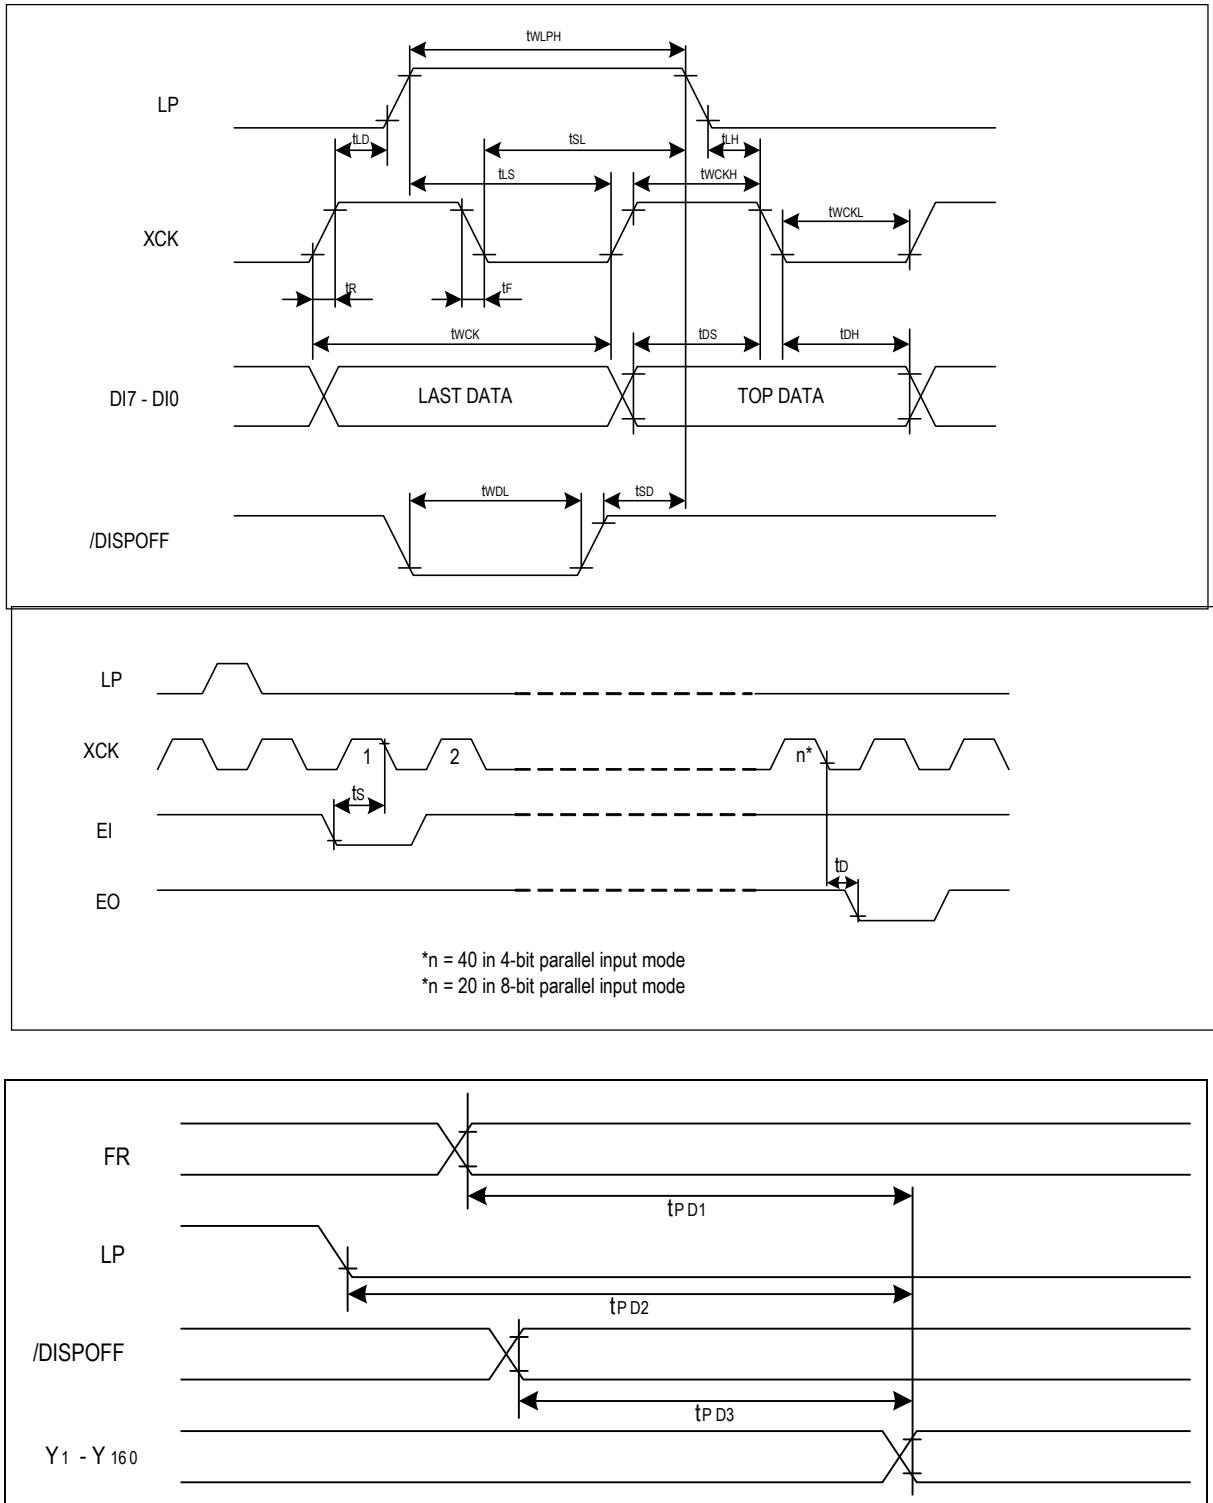 tWLPH
LP
tLD
tSL
tLH
tLS
tWCKH
tWCKL
XCK
tR
tF
tWCK
tDS
tDH
DI7 - DI0
LAST DATA
TOP DATA
tWDL
tSD
/DISPOFF
LP
XCK
1
2
n*
tS
EI
tD
EO
*n = 40 in 4-bit parallel input mode
*n = 20 in 8-bit parallel input mode
FR
tPD1
LP
tPD2
/DISPOFF
tPD3
Y1 - Y160